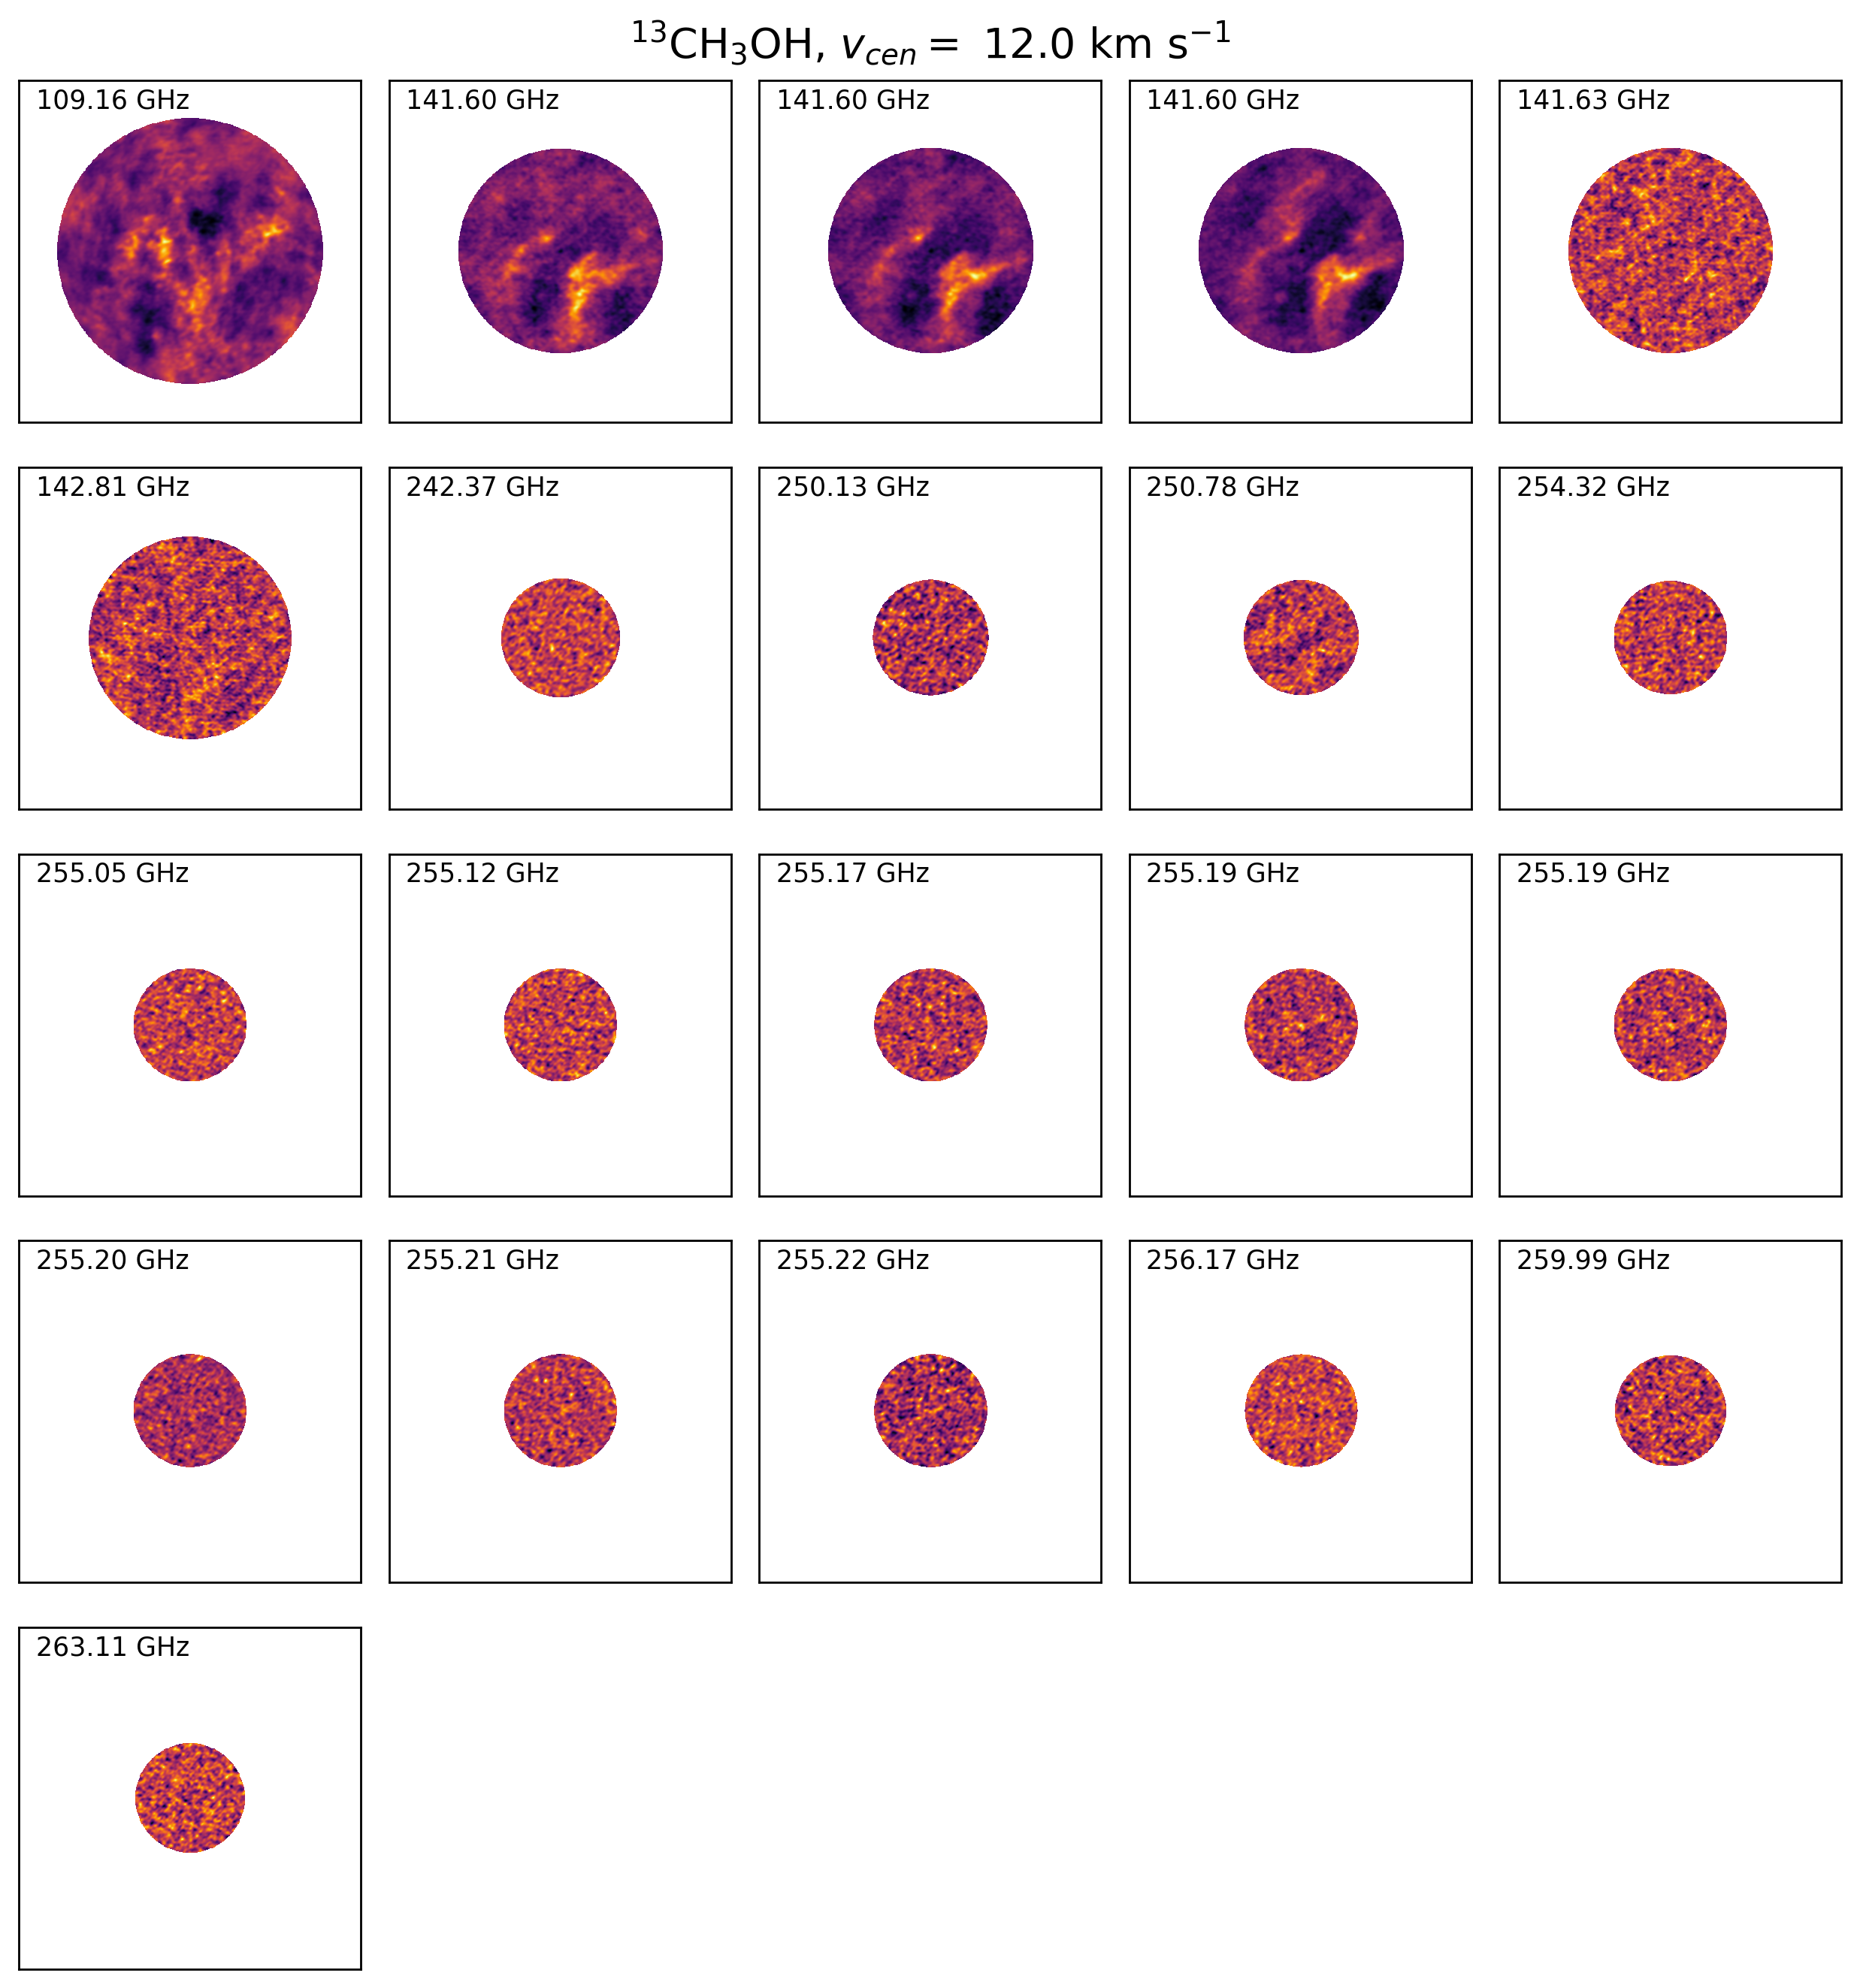 ¹³CH₃OH, v_cen = 12.0 km s⁻¹
109.16 GHz
141.60 GHz
141.60 GHz
141.60 GHz
141.63 GHz
142.81 GHz
242.37 GHz
250.13 GHz
250.78 GHz
254.32 GHz
255.05 GHz
255.12 GHz
255.17 GHz
255.19 GHz
255.19 GHz
255.20 GHz
255.21 GHz
255.22 GHz
256.17 GHz
259.99 GHz
263.11 GHz